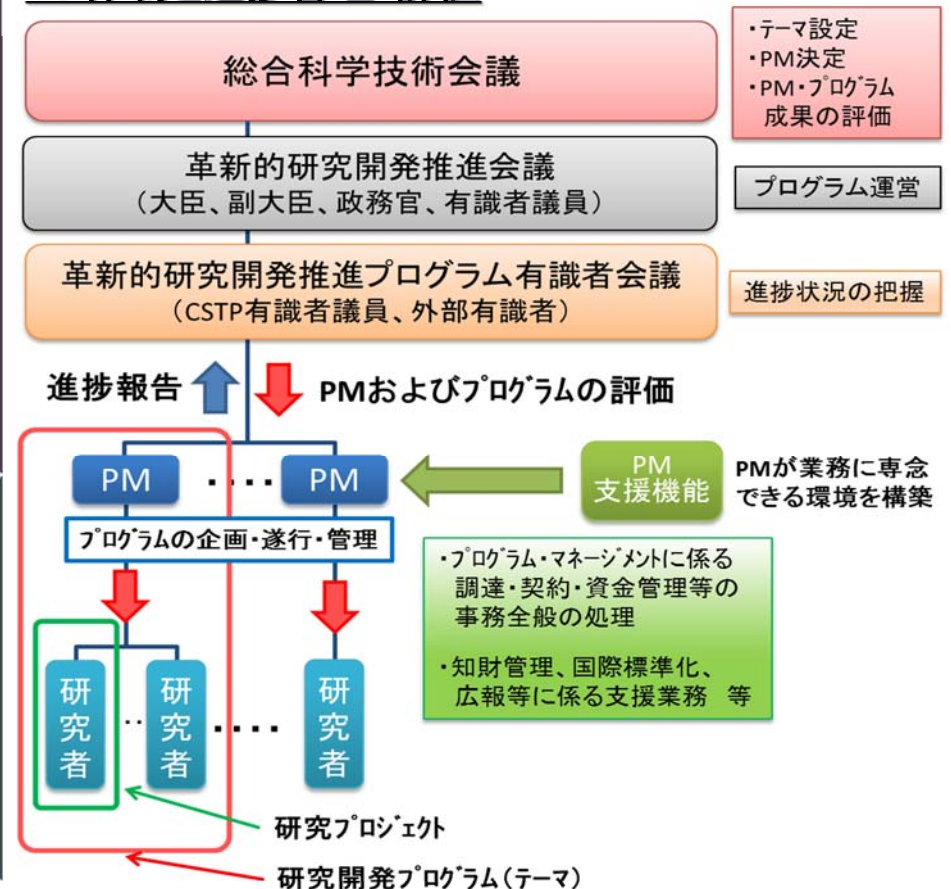 総合科学技術会議
・テーマ設定
・PM決定
・PM・プログラム
成果の評価
革新的研究開発推進会議
(大臣、副大臣、政務官、有識者議員)
プログラム運営
革新的研究開発推進プログラム有識者会議
(CSTP有識者議員、外部有識者)
進捗状況の把握
進捗報告
PMおよびプログラムの評価
PM
････
PM
PM
支援機能
PMが業務に専念
できる環境を構築
プログラムの企画・遂行・管理
・プログラム・マネージメントに係る
調達・契約・資金管理等の
事務全般の処理
・知財管理、国際標準化、
広報等に係る支援業務 等
研究者
‥
研究者
････
研究者
研究プロジェクト
研究開発プログラム(テーマ)